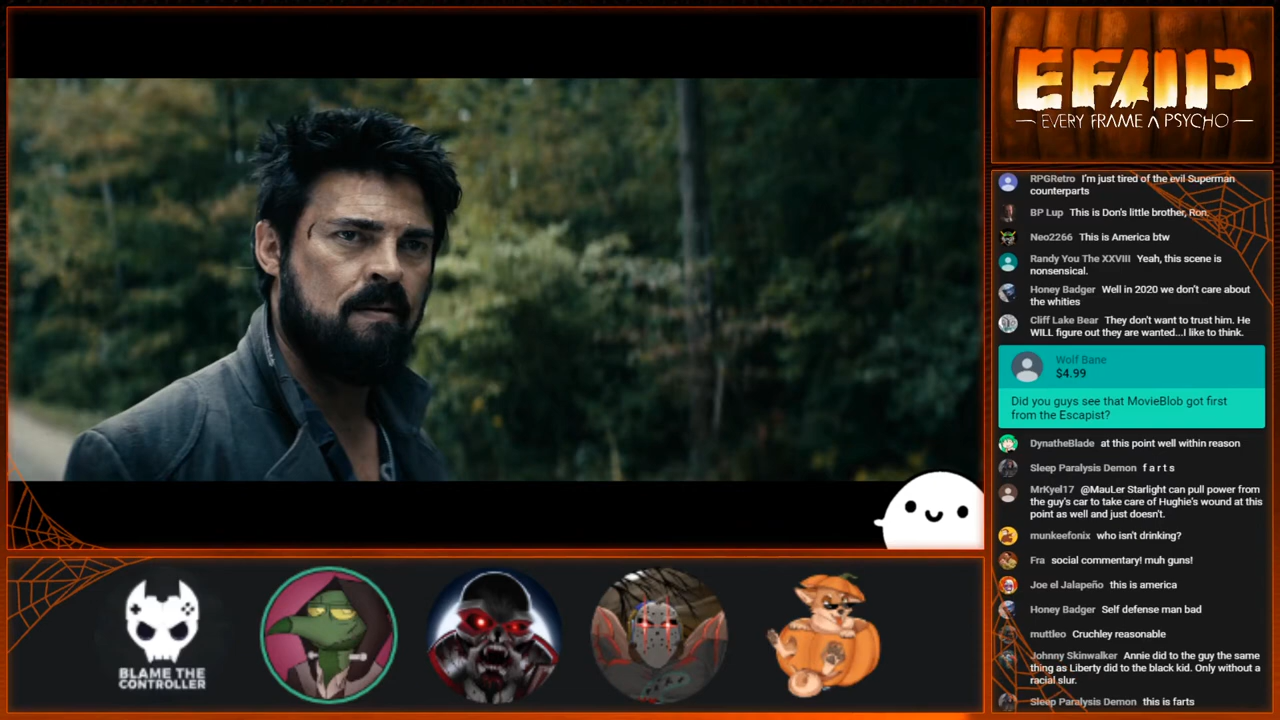 EFAP
EVERY FRAME A PSYCHO
RPGRetro I'm just tired of the evil Superman
counterparts
BP Lup This is Don's little brother, Ron.
Neo2266 This is America btw
Randy You The XXVIII Yeah, this scene is
nonsensical.
Honey Badger Well in 2020 we don't care about
the whities
Cliff Lake Bear They don't want to trust him. He
WILL figure out they are wanted...I like to think.
Wolf Bane
$4.99
Did you guys see that MovieBlob got first
from the Escapist?
DynatheBlade at this point well within reason
Sleep Paralysis Demon f a r t s
MrKyel17 @MauLer Starlight can pull power from
the guy's car to take care of Hughie's wound at this
point as well and just doesn't.
munkeefonix who isn't drinking?
Fra social commentary! muh guns!
Joe el Jalapeño this is america
Honey Badger Self defense man bad
muttleo Cruchley reasonable
Johnny Skinwalker Annie did to the guy the same
thing as Liberty did to the black kid. Only without a
racial slur.
Sleep Paralysis Demon this is farts
BLAME THE
CONTROLLER